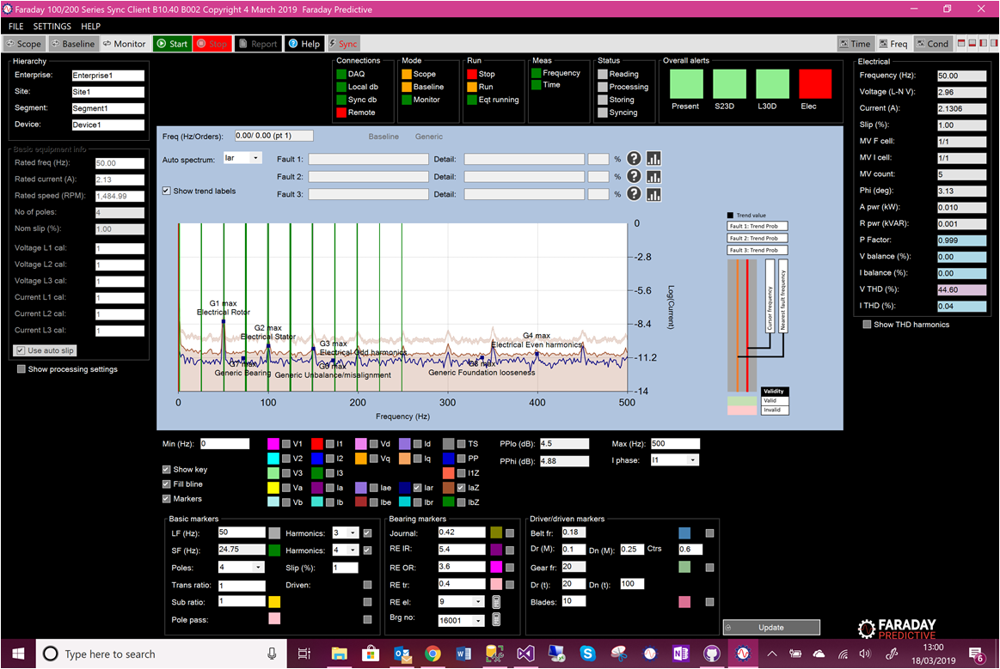 Faraday 100/200 Series Sync Client B10.40 B002 Copyright 4 March 2019 Faraday Predictive
FILE SETTINGS HELP
Scope Baseline Monitor Start Stop Report Help Sync Time Freq Cond
Hierarchy
Enterprise: Enterprise1
Site: Site1
Segment: Segment1
Device: Device1
Basic equipment info
Rated freq (Hz): 50.00
Rated current (A): 2.13
Rated speed (RPM): 1,484.99
No of poles: 4
Nom slip (%): 1.00
Voltage L1 cal: 1
Voltage L2 cal: 1
Voltage L3 cal: 1
Current L1 cal: 1
Current L2 cal: 1
Current L3 cal: 1
Use auto slip
Show processing settings
Connections
DAQ
Local db
Sync db
Remote
Mode
Scope
Baseline
Monitor
Run
Stop
Run
Eqt running
Meas
Frequency
Time
Status
Reading
Processing
Storing
Syncing
Overall alerts
Present S23D L30D Elec
Freq (Hz/Orders): 0.00/ 0.00 (pt 1) Baseline Generic
Auto spectrum: Iar Fault 1: Detail: % ?
Fault 2: Detail: % ?
Show trend labels Fault 3: Detail: % ?
G1 max
Electrical Rotor
G2 max
Electrical Stator
G3 max
Electrical Odd harmonics
G4 max
Electrical Even harmonics
Generic Bearing
Generic Unbalance/misalignment
Generic Foundation looseness
0
-2.8
-5.6
-8.4
-11.2
-14
Log(Current)
0 100 200 300 400 500
Frequency (Hz)
Trend value
Fault 1: Trend Prob
Fault 2: Trend Prob
Fault 3: Trend Prob
Cursor frequency
Nearest fault frequency
Validity
Valid
Invalid
Electrical
Frequency (Hz): 50.00
Voltage (L-N V): 2.96
Current (A): 2.1306
Slip (%): 1.00
MV F cell: 1/1
MV I cell: 1/1
MV count: 5
Phi (deg): 3.13
A pwr (kW): 0.010
R pwr (kVAR): 0.001
P Factor: 0.999
V balance (%): 0.00
I balance (%): 0.00
V THD (%): 44.60
I THD (%): 0.04
Show THD harmonics
Min (Hz): 0
Show key
Fill bline
Markers
V1 I1 Vd Id TS
V2 I2 Vq Iq PP
V3 I3 I1Z
Va Ia Iae Iar IaZ
Vb Ib Ibe Ibr IbZ
PPlo (dB): 4.5 Max (Hz): 500
PPhi (dB): 4.88 I phase: I1
Basic markers
LF (Hz): 50 Harmonics: 3
SF (Hz): 24.75 Harmonics: 4
Poles: 4 Slip (%): 1
Trans ratio: 1 Driven:
Sub ratio: 1
Pole pass:
Bearing markers
Journal: 0.42
RE IR: 5.4
RE OR: 3.6
RE tr: 0.4
RE el: 9
Brg no: 16001
Driver/driven markers
Belt fr: 0.18
Dr (M): 0.1 Dn (M): 0.25 Ctrs 0.6
Gear fr: 20
Dr (t): 20 Dn (t): 100
Blades: 10
Update
FARADAY
PREDICTIVE
Type here to search
13:00
18/03/2019
6